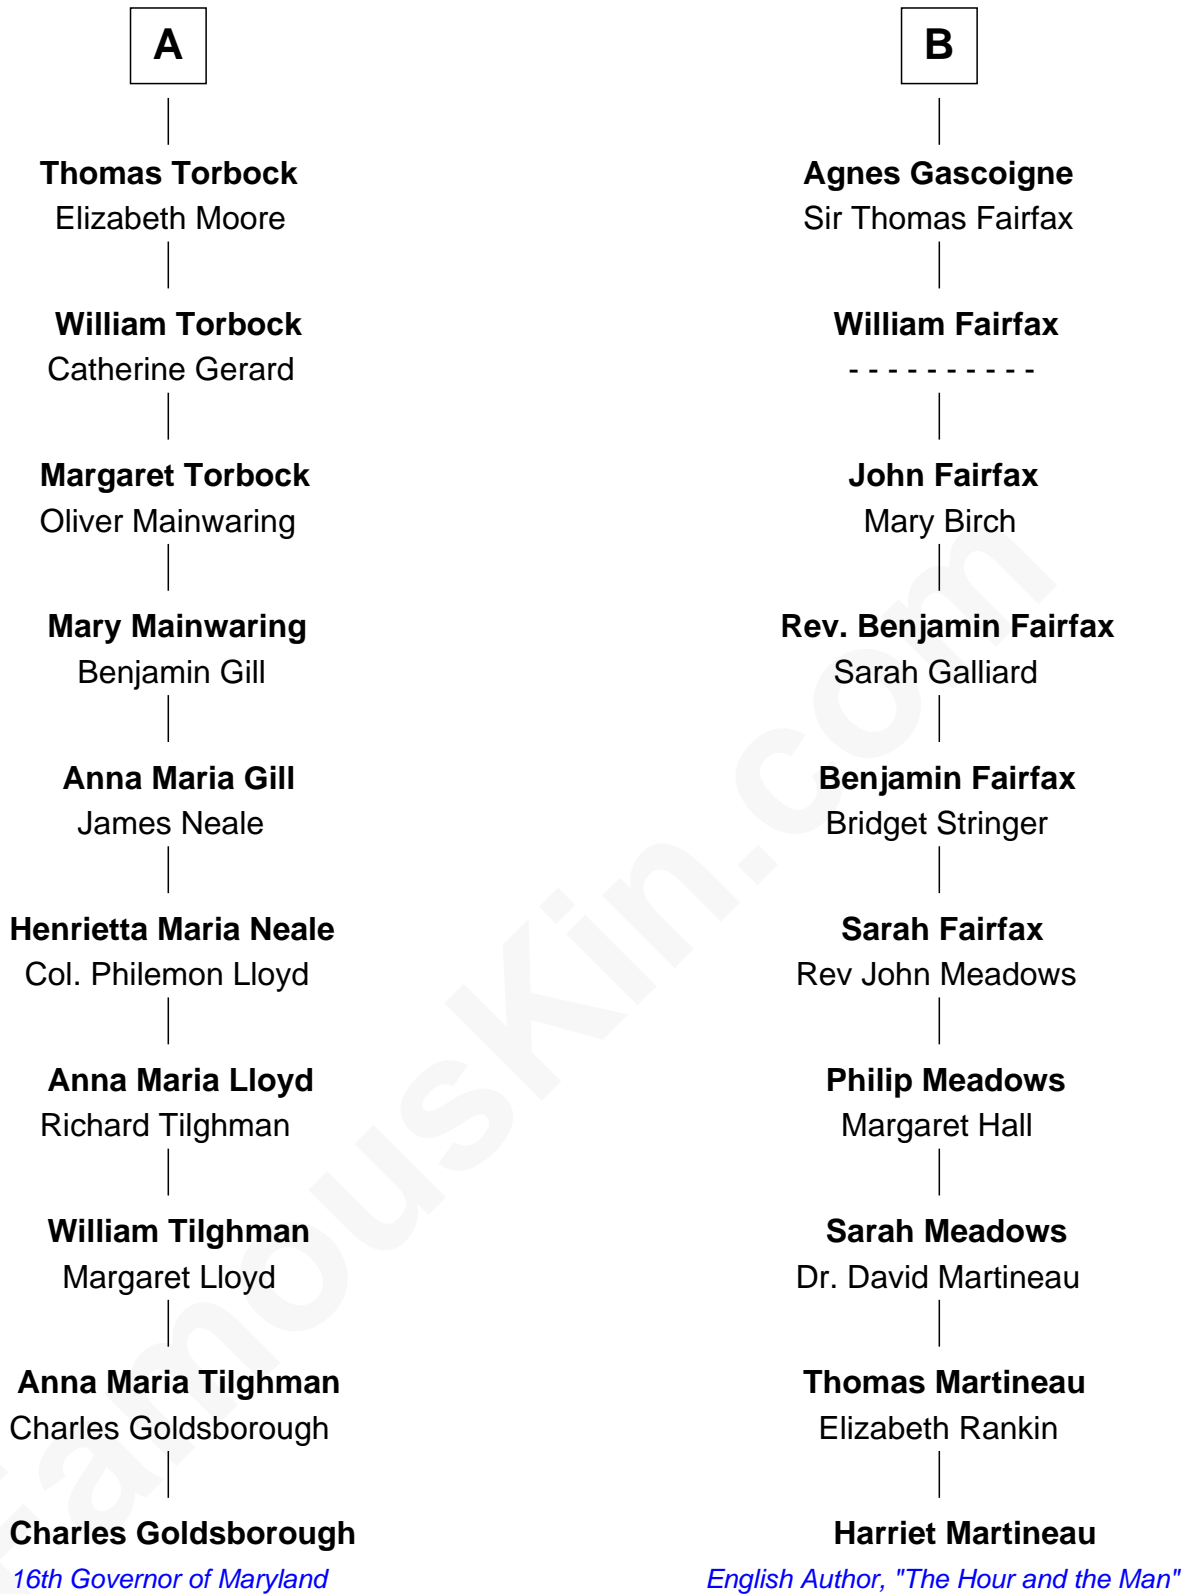 A
Thomas Torbock
Elizabeth Moore
William Torbock
Catherine Gerard
Margaret Torbock
Oliver Mainwaring
Mary Mainwaring
Benjamin Gill
Anna Maria Gill
James Neale
Henrietta Maria Neale
Col. Philemon Lloyd
Anna Maria Lloyd
Richard Tilghman
William Tilghman
Margaret Lloyd
Anna Maria Tilghman
Charles Goldsborough
Charles Goldsborough
16th Governor of Maryland
B
Agnes Gascoigne
Sir Thomas Fairfax
William Fairfax
- - - - - - - - - -
John Fairfax
Mary Birch
Rev. Benjamin Fairfax
Sarah Galliard
Benjamin Fairfax
Bridget Stringer
Sarah Fairfax
Rev John Meadows
Philip Meadows
Margaret Hall
Sarah Meadows
Dr. David Martineau
Thomas Martineau
Elizabeth Rankin
Harriet Martineau
English Author, "The Hour and the Man"
FamousKin.com